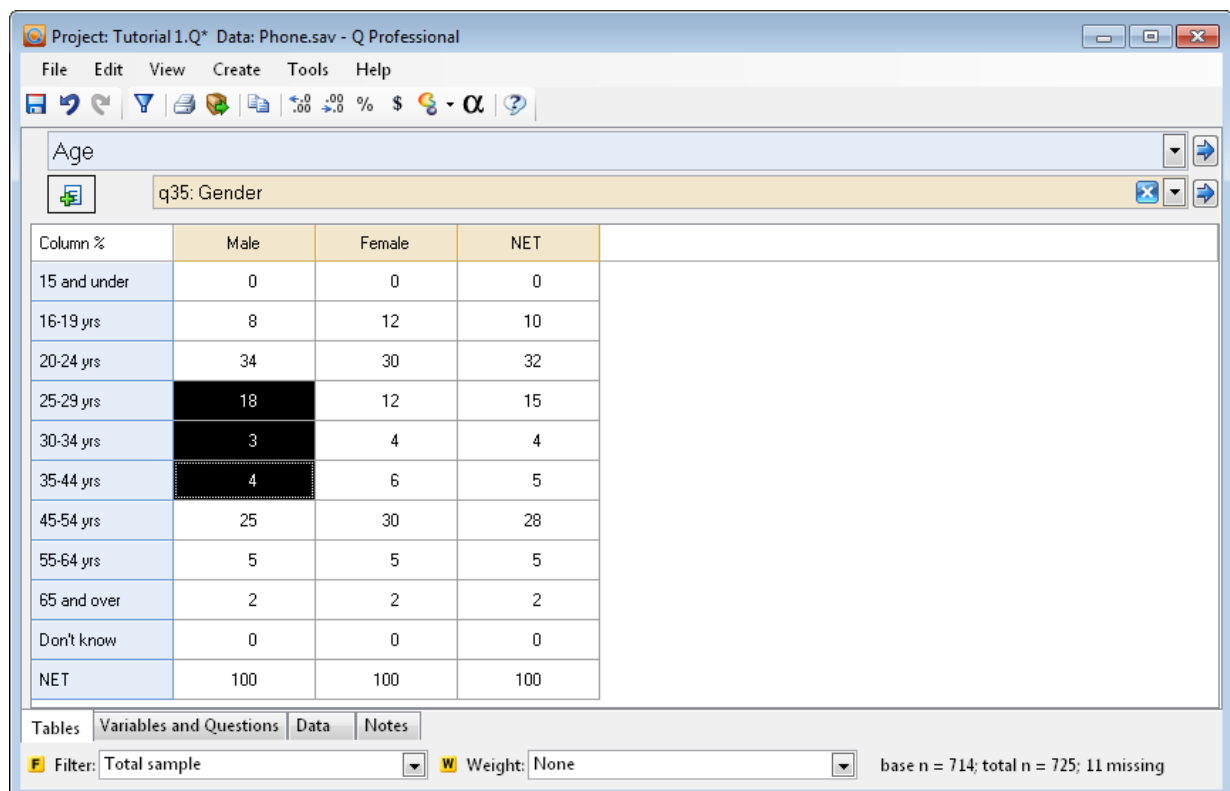 Project: Tutorial 1.Q* Data: Phone.sav - Q Professional
File Edit View Create Tools Help
% $ α
Age
q35: Gender
Column % Male Female NET
15 and under 0 0 0
16-19 yrs 8 12 10
20-24 yrs 34 30 32
25-29 yrs 18 12 15
30-34 yrs 3 4 4
35-44 yrs 4 6 5
45-54 yrs 25 30 28
55-64 yrs 5 5 5
65 and over 2 2 2
Don't know 0 0 0
NET 100 100 100
Tables Variables and Questions Data Notes
F Filter: Total sample W Weight: None base n = 714; total n = 725; 11 missing